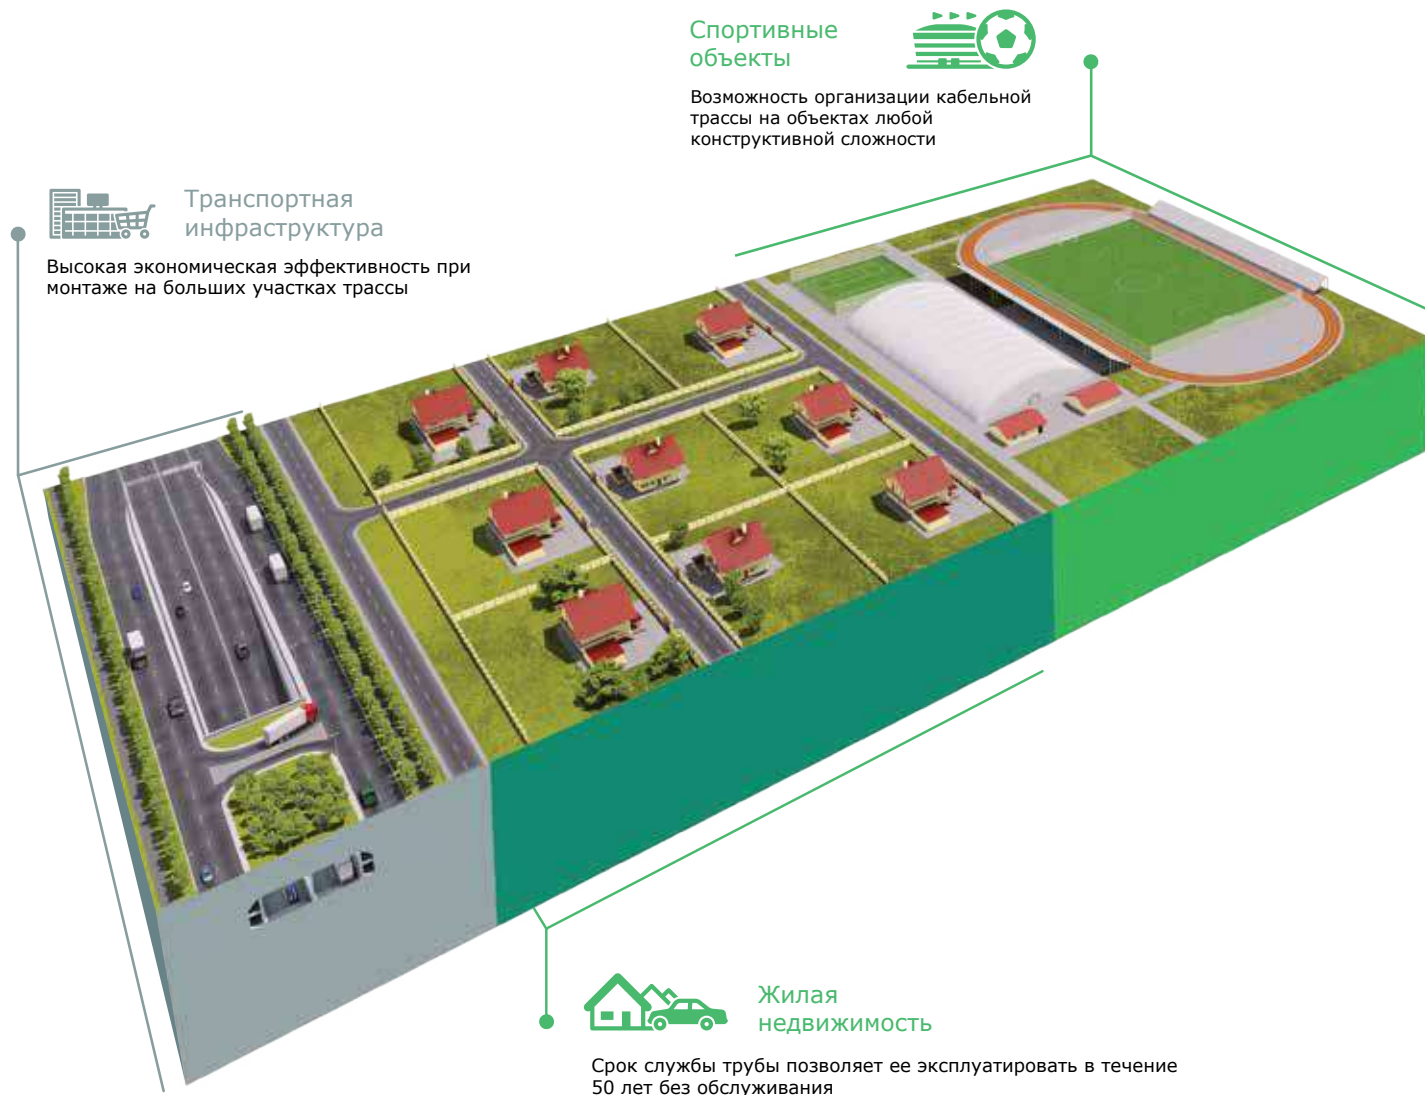 Спортивные
объекты
Возможность организации кабельной
трассы на объектах любой
конструктивной сложности
Транспортная
инфраструктура
Высокая экономическая эффективность при
монтаже на больших участках трассы
Жилая
недвижимость
Срок службы трубы позволяет ее эксплуатировать в течение
50 лет без обслуживания